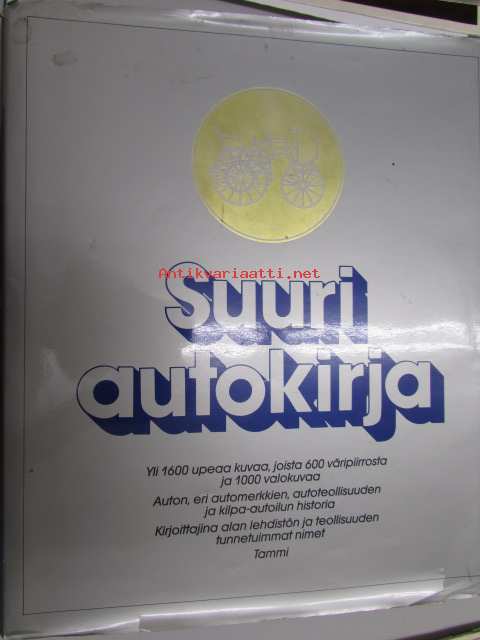 Antikvariaatti.net
Suuri
autokirja
Yli 1600 upeaa kuvaa, joista 600 väripiirrosta
ja 1000 valokuvaa
Auton, eri automerkkien, autoteollisuuden
ja kilpa-autoilun historia
Kirjoittajina alan lehdistön ja teollisuuden
tunnetuimmat nimet
Tammi